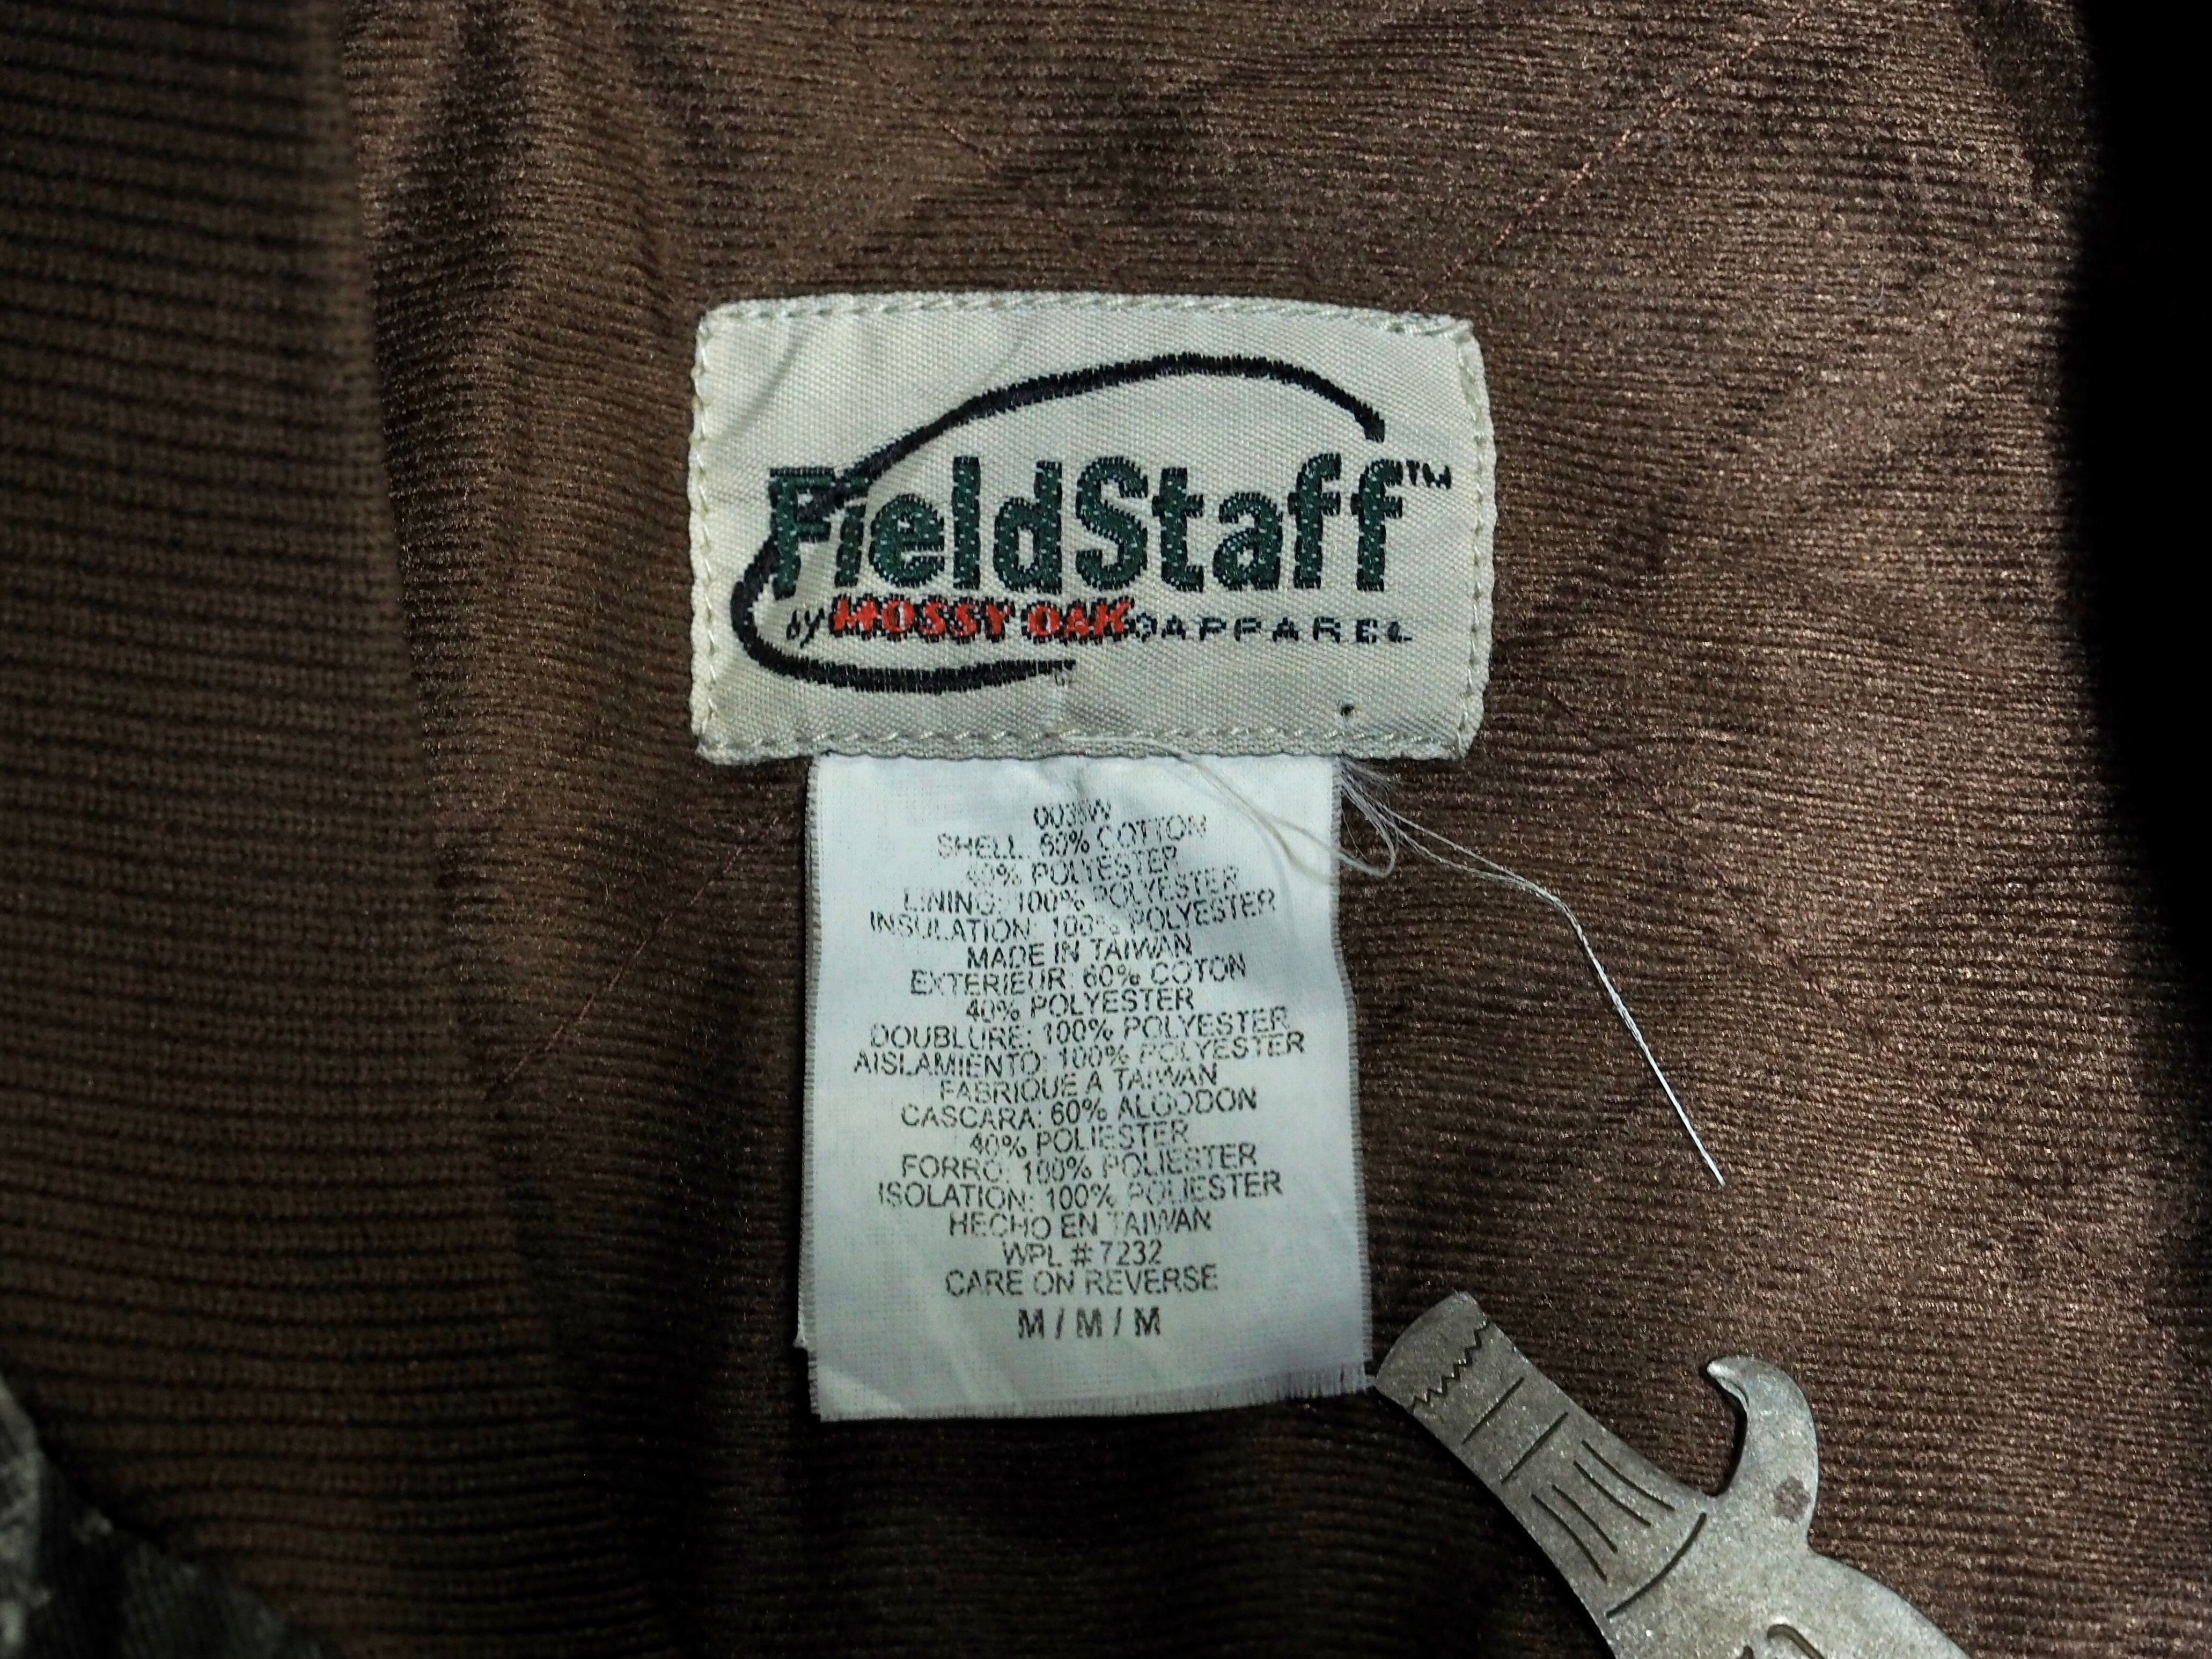 FieldStaff™
by MOSSY OAK® APPAREL
SHELL: 60% COTTON
40% POLYESTER
LINING: 100% POLYESTER
INSULATION: 100% POLYESTER
MADE IN TAIWAN
EXTERIEUR: 60% COTON
40% POLYESTER
DOUBLURE: 100% POLYESTER
AISLAMIENTO: 100% POLYESTER
FABRIQUE A TAIWAN
CASCARA: 60% ALGODON
40% POLIESTER
FORRO: 100% POLIESTER
ISOLATION: 100% POLIESTER
HECHO EN TAIWAN
WPL # 7232
CARE ON REVERSE
M / M / M